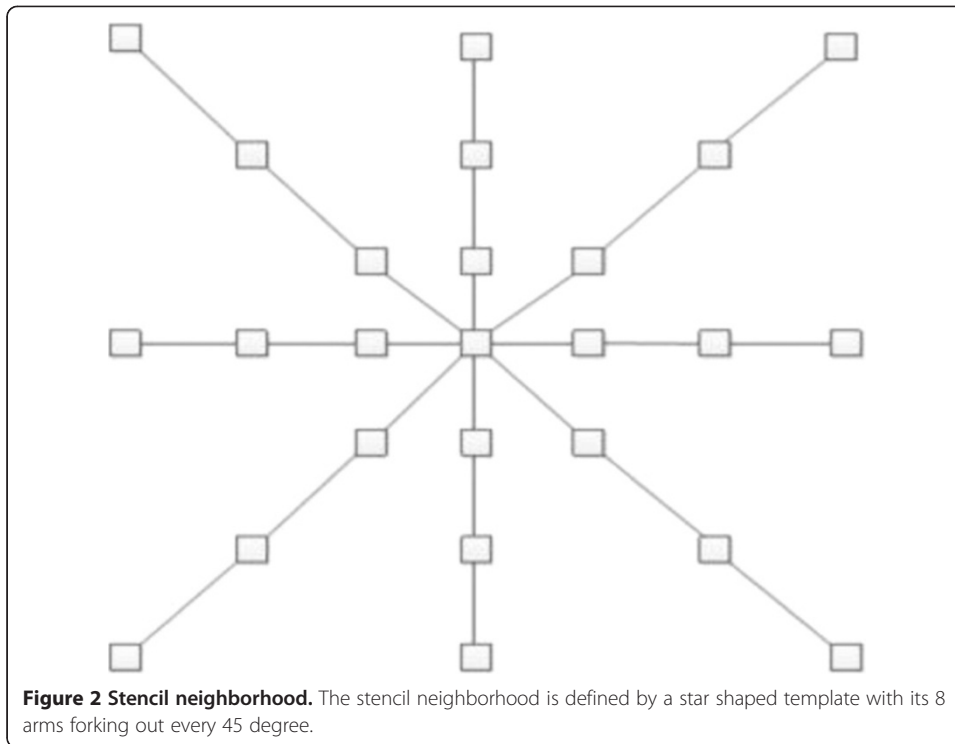 Figure 2 Stencil neighborhood. The stencil neighborhood is defined by a star shaped template with its 8
arms forking out every 45 degree.